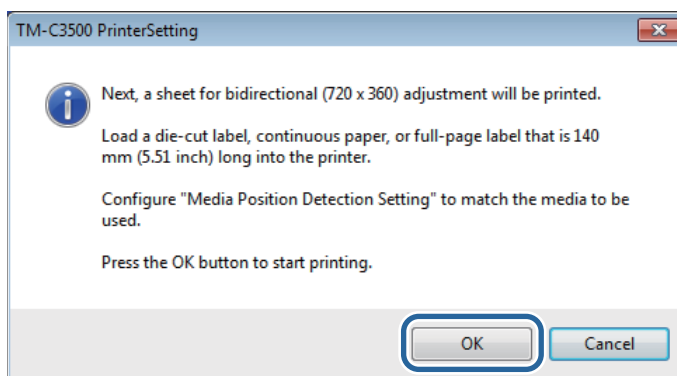 TM-C3500 PrinterSetting
Next, a sheet for bidirectional (720 x 360) adjustment will be printed.
Load a die-cut label, continuous paper, or full-page label that is 140
mm (5.51 inch) long into the printer.
Configure "Media Position Detection Setting" to match the media to be
used.
Press the OK button to start printing.
OK
Cancel